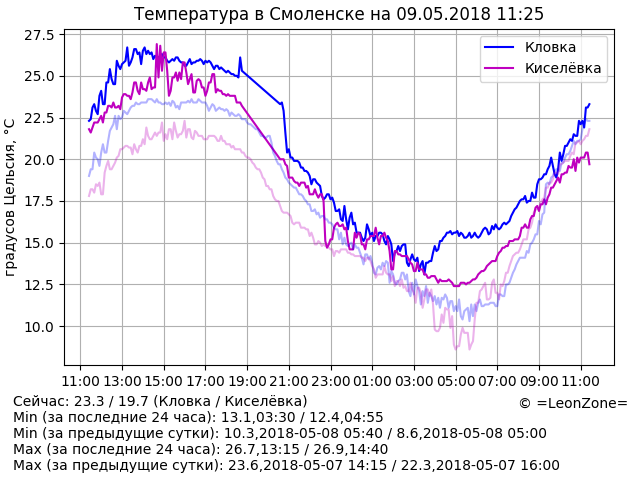 Температура в Смоленске на 09.05.2018 11:25
27.5
25.0
22.5
20.0
17.5
15.0
12.5
10.0
градусов Цельсия, °C
Кловка
Киселёвка
11:00 13:00 15:00 17:00 19:00 21:00 23:00 01:00 03:00 05:00 07:00 09:00 11:00
Сейчас: 23.3 / 19.7 (Кловка / Киселёвка)
© =LeonZone=
Min (за последние 24 часа): 13.1,03:30 / 12.4,04:55
Min (за предыдущие сутки): 10.3,2018-05-08 05:40 / 8.6,2018-05-08 05:00
Max (за последние 24 часа): 26.7,13:15 / 26.9,14:40
Max (за предыдущие сутки): 23.6,2018-05-07 14:15 / 22.3,2018-05-07 16:00